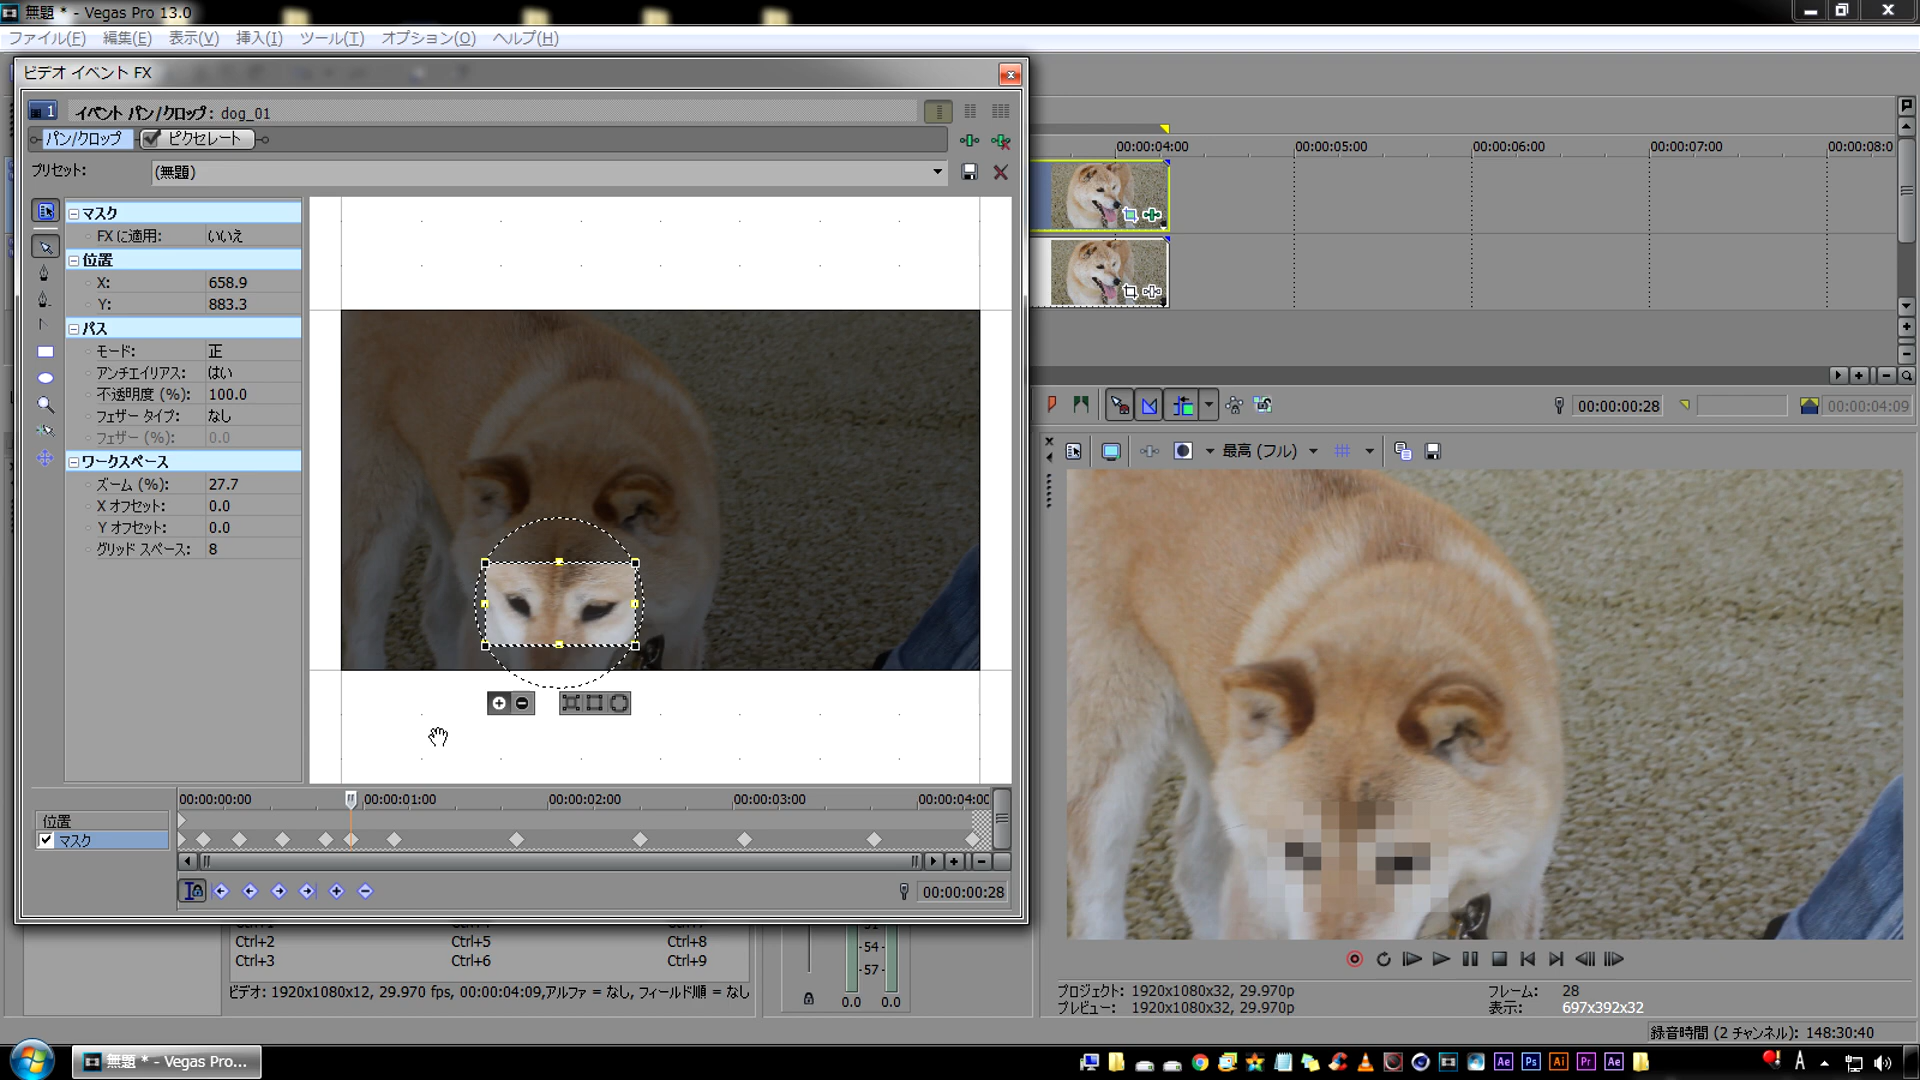 無題 * - Vegas Pro 13.0
ファイル(F) 編集(E) 表示(V) 挿入(I) ツール(T) オプション(O) ヘルプ(H)
ビデオ イベント FX
1 イベント パン/クロップ: dog_01
パン/クロップ ピクセレート
プリセット: (無題)
マスク
FX に適用: いいえ
位置
X: 658.9
Y: 883.3
パス
モード: 正
アンチエイリアス: はい
不透明度 (%): 100.0
フェザー タイプ: なし
フェザー (%): 0.0
ワークスペース
ズーム (%): 27.7
X オフセット: 0.0
Y オフセット: 0.0
グリッド スペース: 8
00:00:00:00 00:00:01:00 00:00:02:00 00:00:03:00 00:00:04:00
位置
マスク
00:00:00:28
00:00:04:00 00:00:05:00 00:00:06:00 00:00:07:00 00:00:08:0
00:00:00:28 00:00:04:09
最高 (フル)
Ctrl+2 Ctrl+5 Ctrl+8
Ctrl+3 Ctrl+6 Ctrl+9
ビデオ: 1920x1080x12, 29.970 fps, 00:00:04:09,アルファ = なし, フィールド順 = なし
-54-
-57-
0.0 0.0
プロジェクト: 1920x1080x32, 29.970p フレーム: 28
プレビュー: 1920x1080x32, 29.970p 表示: 697x392x32
録音時間 (2 チャンネル): 148:30:40
無題 * - Vegas Pro...
Ae Ps Ai Pr Ae
A